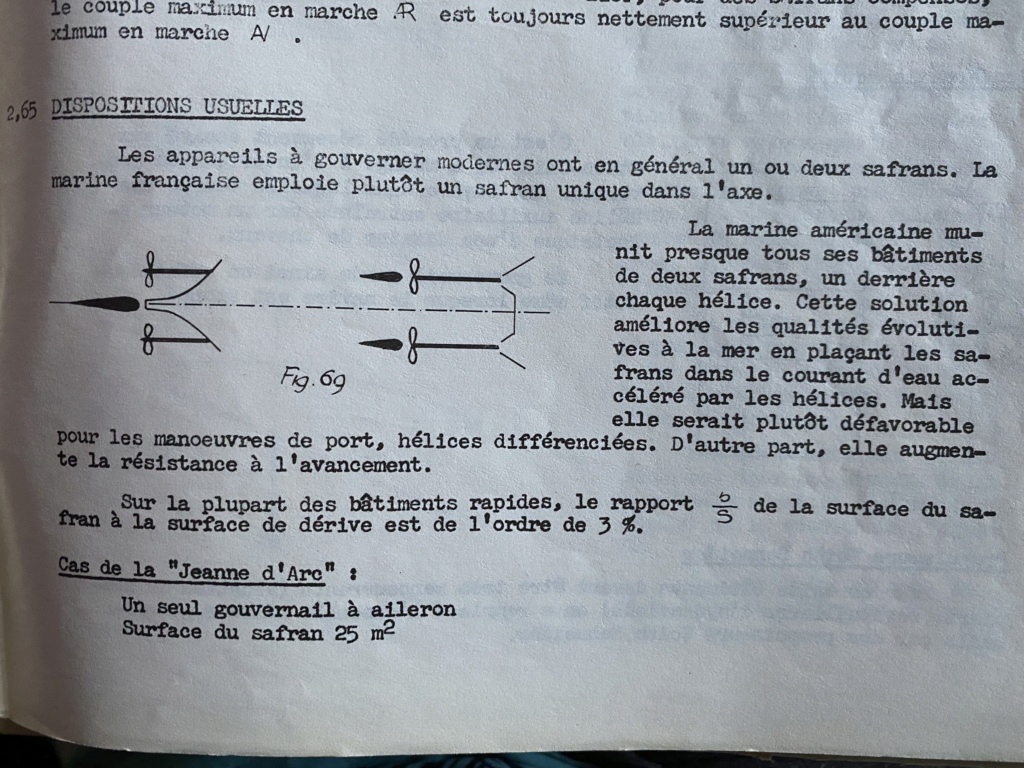 le couple maximum en marche AR est toujours nettement supérieur au couple ma-
ximum en marche AV .
2,65 DISPOSITIONS USUELLES
Les appareils à gouverner modernes ont en général un ou deux safrans. La
marine française emploie plutôt un safran unique dans l'axe.
La marine américaine mu-
nit presque tous ses bâtiments
de deux safrans, un derrière
chaque hélice. Cette solution
améliore les qualités évoluti-
ves à la mer en plaçant les sa-
frans dans le courant d'eau ac-
céléré par les hélices. Mais
elle serait plutôt défavorable
Fig. 69
pour les manoeuvres de port, hélices différenciées. D'autre part, elle augmen-
te la résistance à l'avancement.
Sur la plupart des bâtiments rapides, le rapport s/S de la surface du sa-
fran à la surface de dérive est de l'ordre de 3 %.
Cas de la "Jeanne d'Arc" :
Un seul gouvernail à aileron
Surface du safran 25 m²